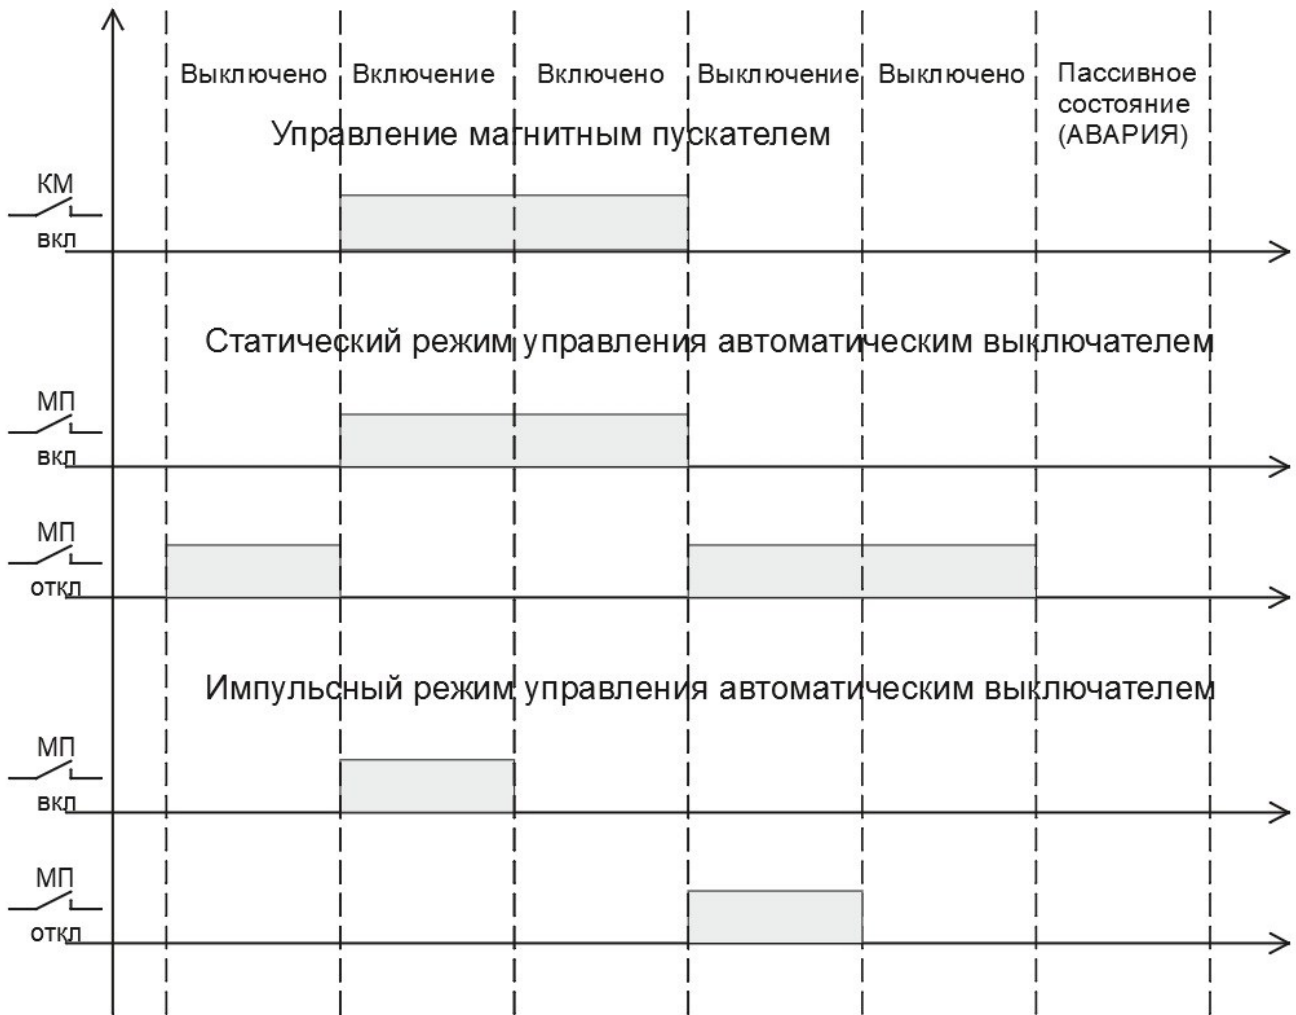 Выключено
Включение
Включено
Выключение
Выключено
Пассивное
состояние
(АВАРИЯ)
Управление магнитным пускателем
КМ
вкл
Статический режим управления автоматическим выключателем
МП
вкл
МП
откл
Импульсный режим управления автоматическим выключателем
МП
вкл
МП
откл